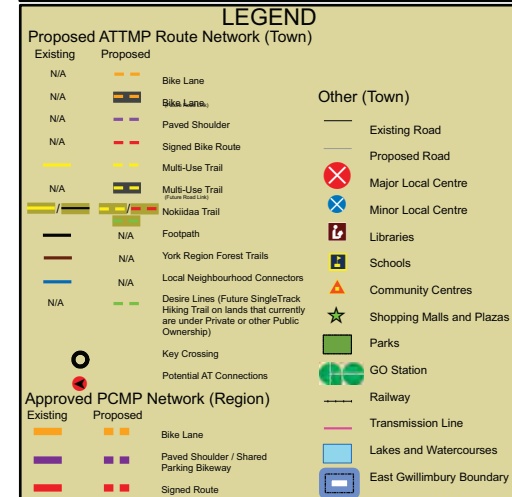 LEGEND
Proposed ATTMP Route Network (Town)
Existing Proposed
N/A Bike Lane
N/A Bike Lane
N/A Paved Shoulder
N/A Signed Bike Route
Multi-Use Trail
N/A Multi-Use Trail
(Future Road Link)
/ / Nokiidaa Trail
N/A Footpath
N/A York Region Forest Trails
N/A Local Neighbourhood Connectors
N/A Desire Lines (Future SingleTrack
Hiking Trail on lands that currently
are under Private or other Public
Ownership)
Key Crossing
Potential AT Connections
Approved PCMP Network (Region)
Existing Proposed
Bike Lane
Paved Shoulder / Shared
Parking Bikeway
Signed Route
Other (Town)
Existing Road
Proposed Road
Major Local Centre
Minor Local Centre
Libraries
Schools
Community Centres
Shopping Malls and Plazas
Parks
GO Station
Railway
Transmission Line
Lakes and Watercourses
East Gwillimbury Boundary